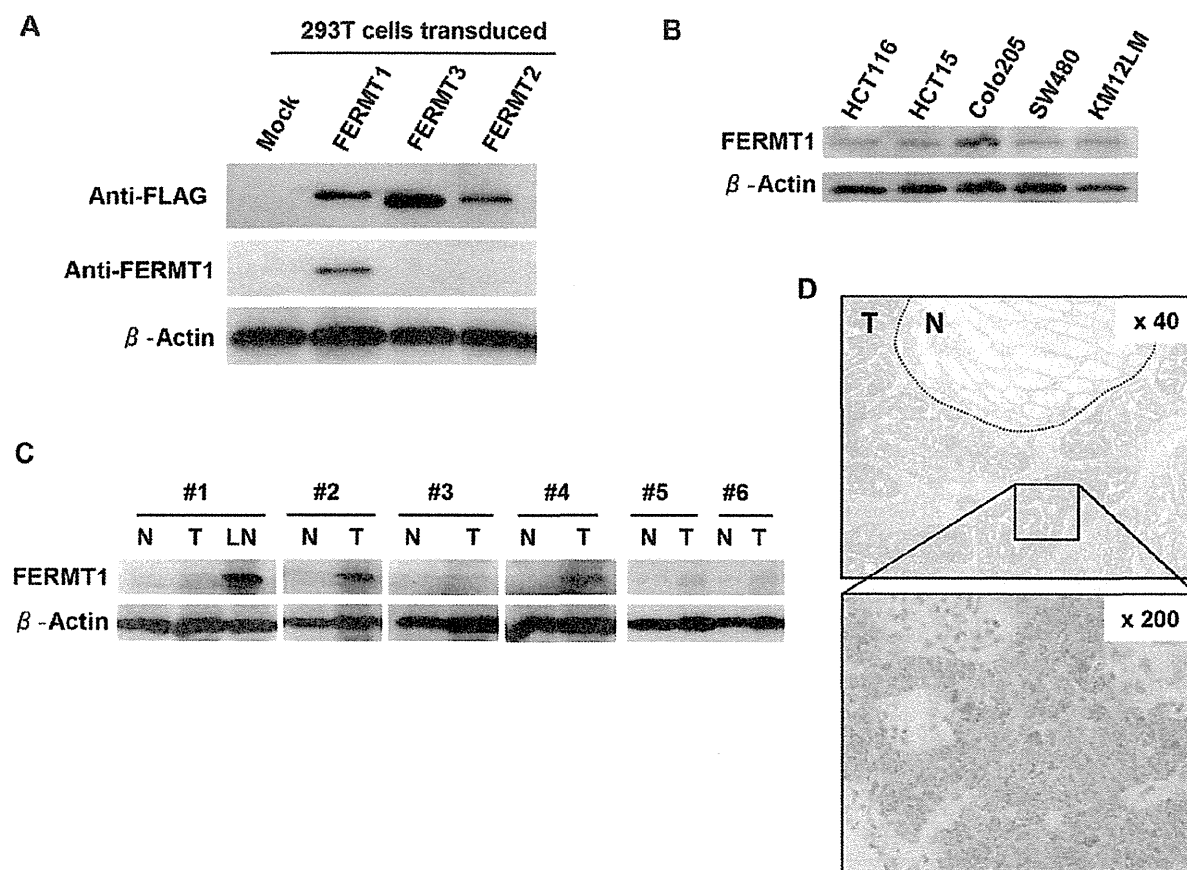 A
293T cells transduced
Mock
FERMT1
FERMT3
FERMT2
Anti-FLAG
Anti-FERMT1
β-Actin
B
HCT116
HCT15
Colo205
SW480
KM12LM
FERMT1
β-Actin
C
#1 #2 #3 #4 #5 #6
N T LN N T N T N T N T N T
FERMT1
β-Actin
D
T N x 40
x 200